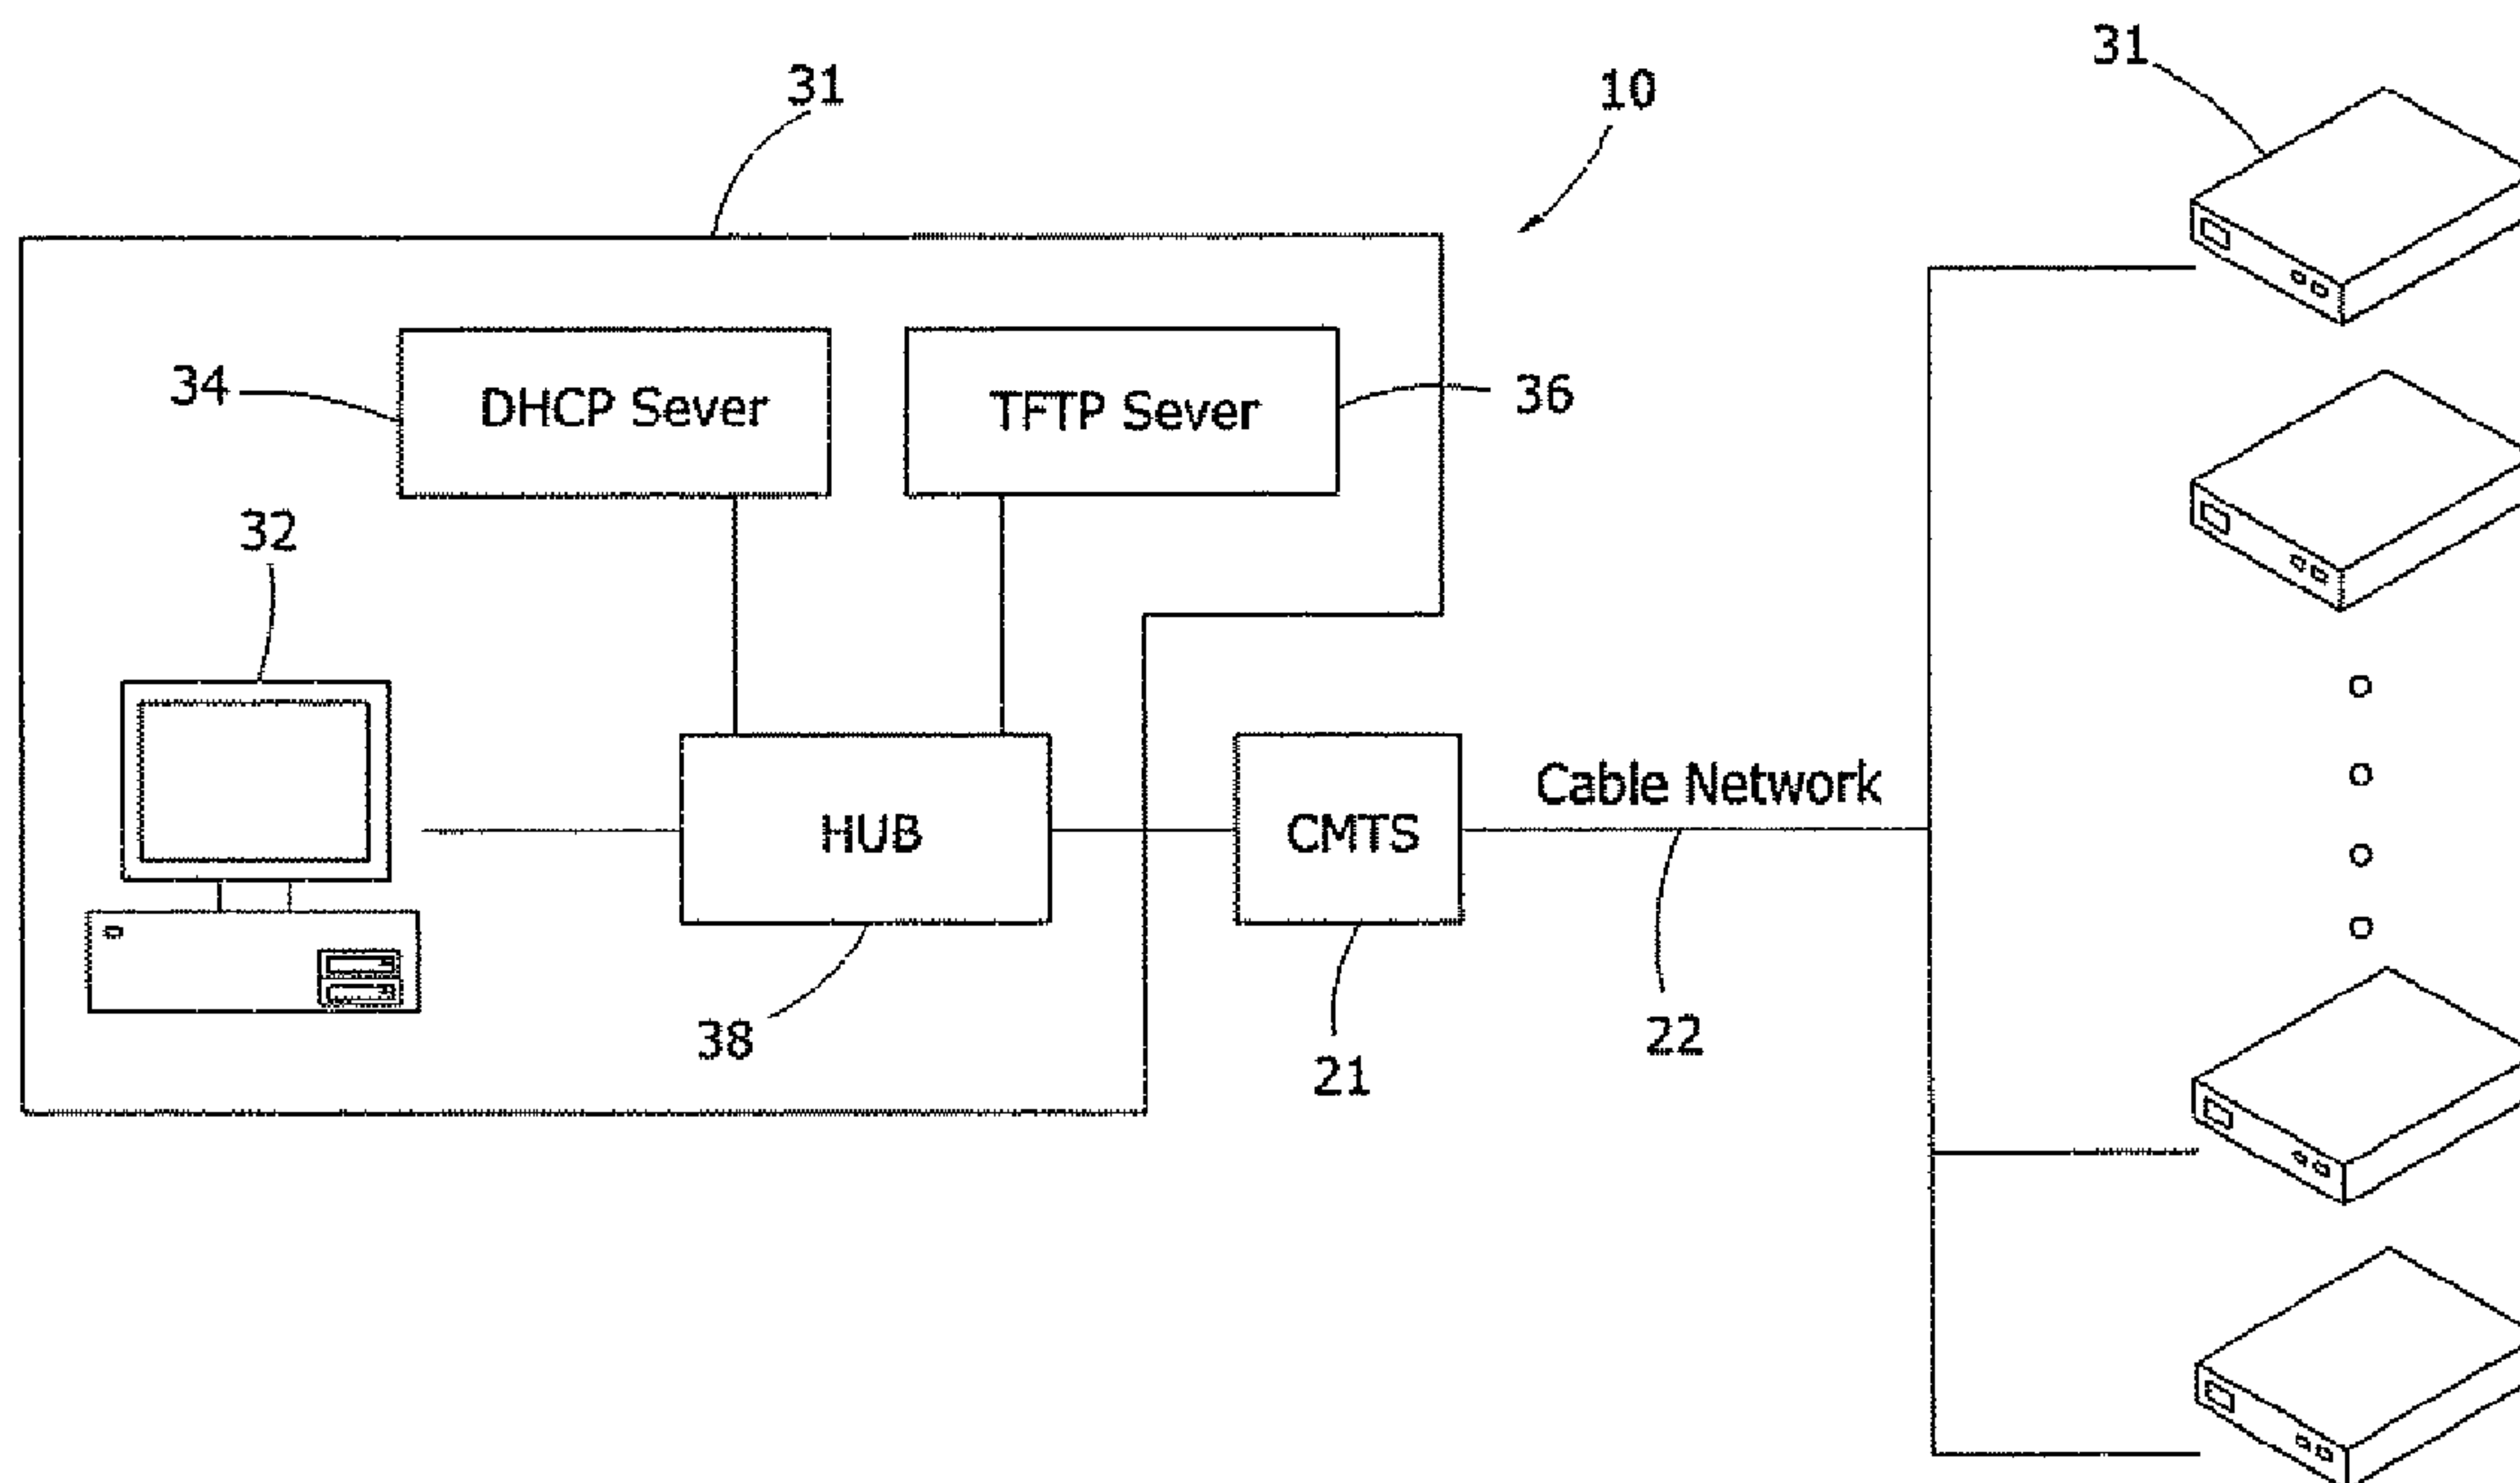 31
31
10
34
DHCP Sever
TFTP Sever
36
32
Cable Network
HUB
CMTS
38
21
22